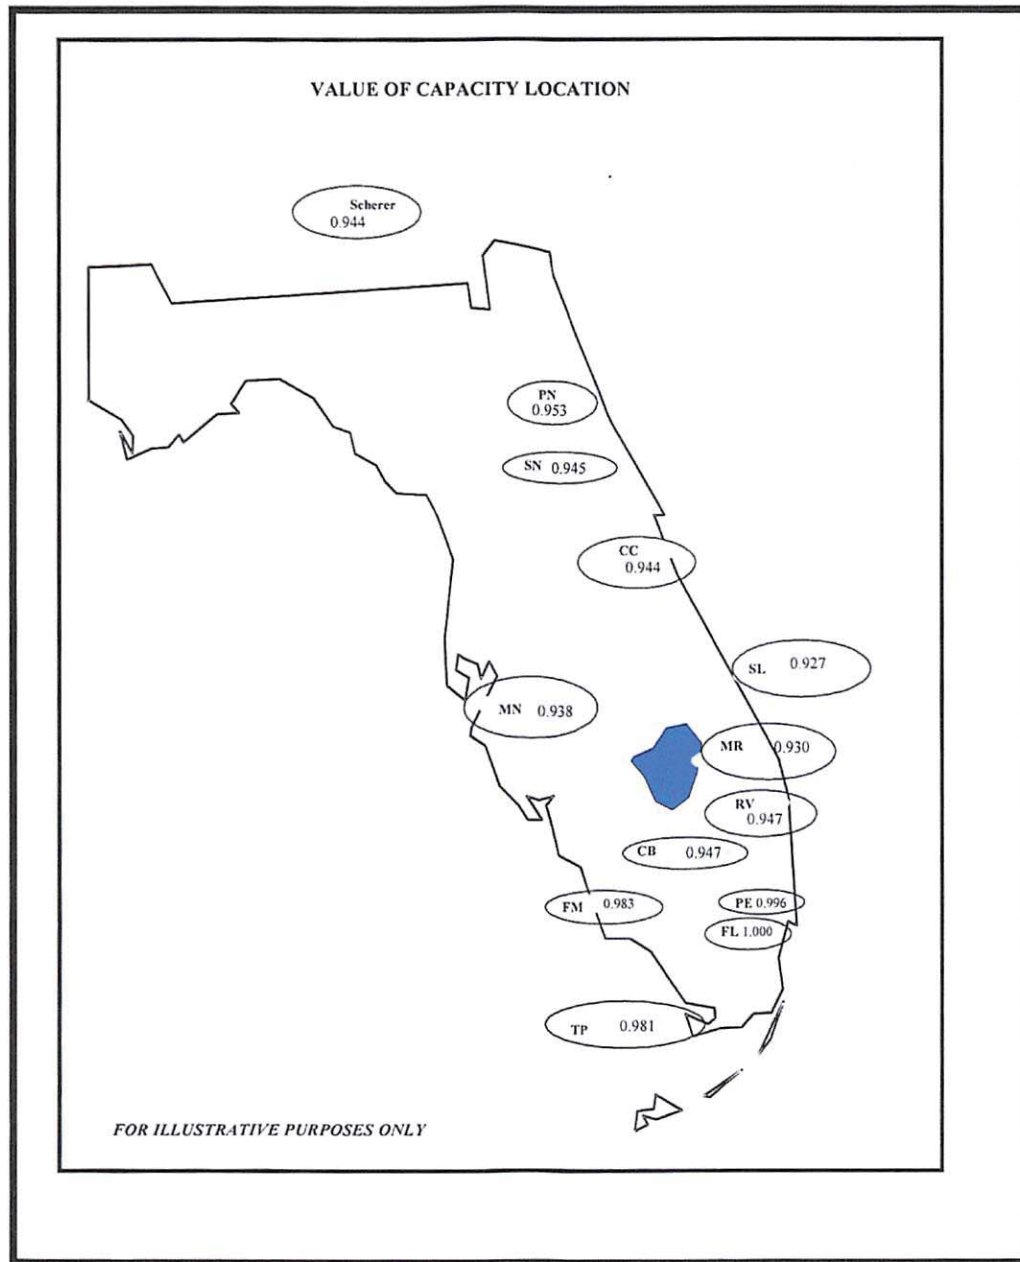 VALUE OF CAPACITY LOCATION
Scherer
0.944
PN
0.953
SN 0.945
CC
0.944
SL 0.927
MN 0.938
MR 0.930
RV
0.947
CB 0.947
FM 0.983
PE 0.996
FL 1.000
TP 0.981
FOR ILLUSTRATIVE PURPOSES ONLY